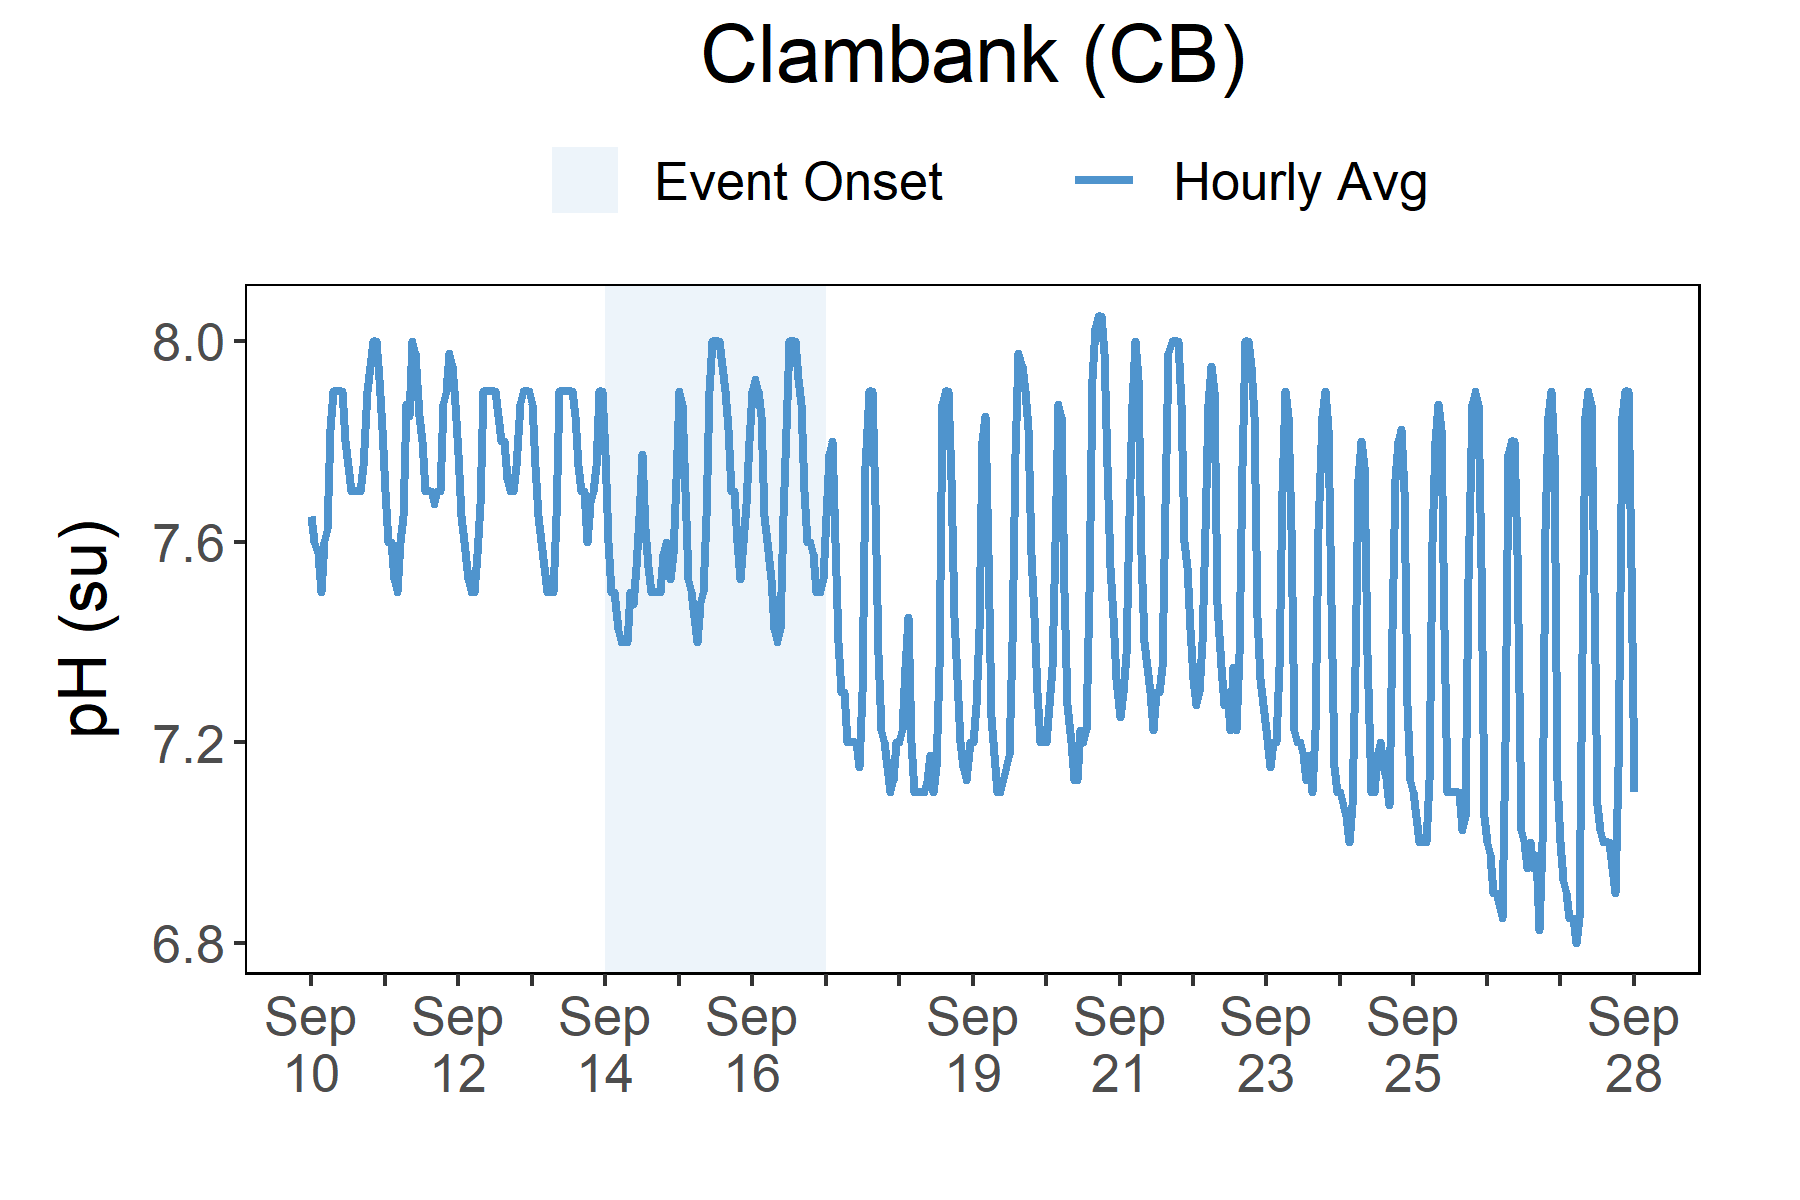 Clambank (CB)
Event Onset Hourly Avg
pH (su)
8.0
7.6
7.2
6.8
Sep Sep Sep Sep Sep Sep Sep Sep Sep
10 12 14 16 19 21 23 25 28